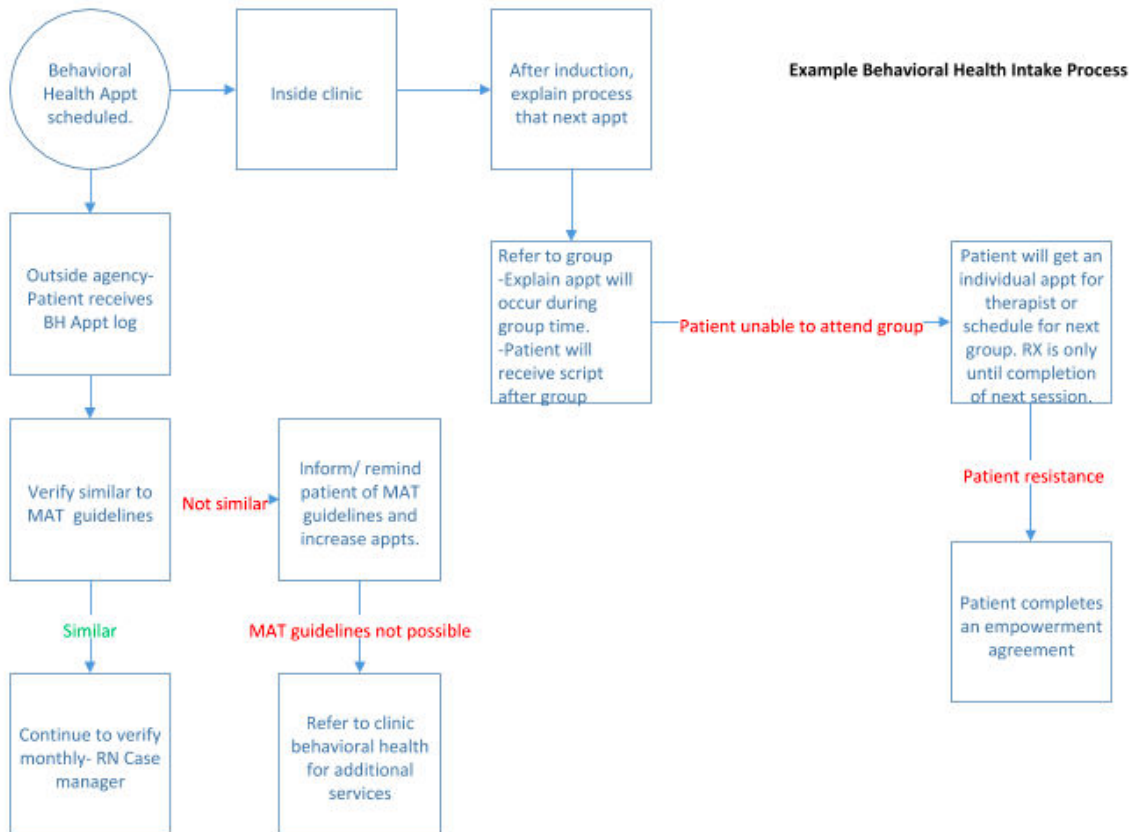 Behavioral
Health Appt
scheduled.
Inside clinic
After induction,
explain process
that next appt
Example Behavioral Health Intake Process
Outside agency-
Patient receives
BH Appt log
Refer to group
-Explain appt will
occur during
group time.
-Patient will
receive script
after group
Patient unable to attend group
Patient will get an
individual appt for
therapist or
schedule for next
group. RX is only
until completion
of next session.
Verify similar to
MAT guidelines
Not similar
Inform/ remind
patient of MAT
guidelines and
increase appts.
Patient resistance
Similar
MAT guidelines not possible
Patient completes
an empowerment
agreement
Continue to verify
monthly- RN Case
manager
Refer to clinic
behavioral health
for additional
services